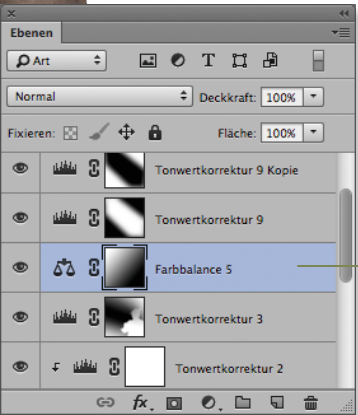 Ebenen
Art
Normal
Deckkraft: 100%
Fixieren: Fläche: 100%
Tonwertkorrektur 9 Kopie
Tonwertkorrektur 9
Farbbalance 5
Tonwertkorrektur 3
Tonwertkorrektur 2
fx